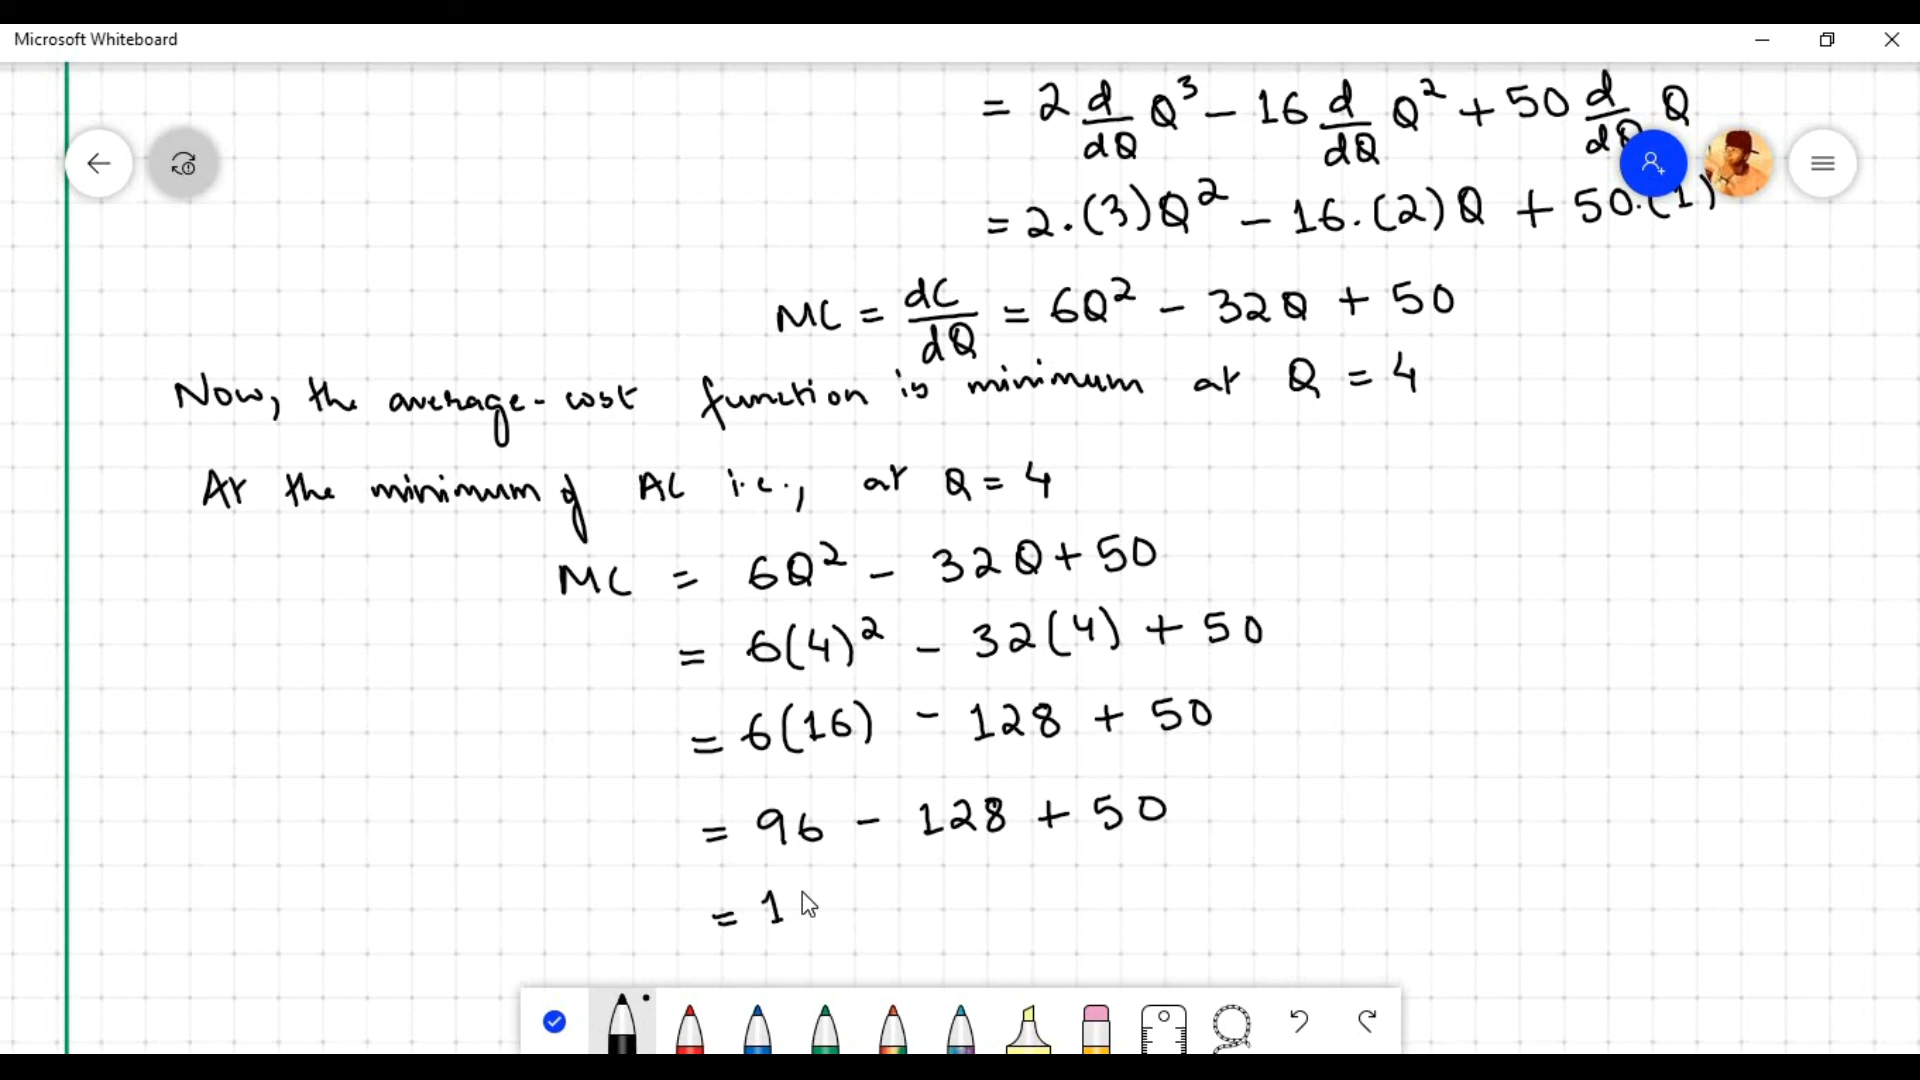 Microsoft Whiteboard
= 2 d/dQ Q³ - 16 d/dQ Q² + 50 d/dQ Q
= 2.(3)Q² - 16.(2)Q + 50.(1)
MC = dC/dQ = 6Q² - 32Q + 50
Now, the average-cost function is minimum at Q = 4
At the minimum of AC i.e., at Q = 4
MC = 6Q² - 32Q + 50
= 6(4)² - 32(4) + 50
= 6(16) - 128 + 50
= 96 - 128 + 50
= 1